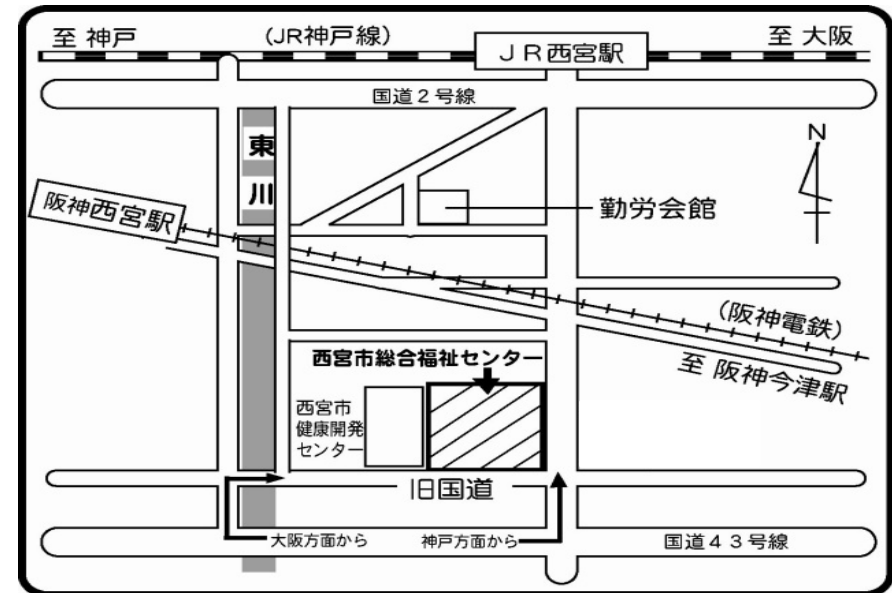 至 神戸
(JR神戸線)
JR西宮駅
至 大阪
国道2号線
東川
N
阪神西宮駅
勤労会館
(阪神電鉄)
至 阪神今津駅
西宮市総合福祉センター
西宮市
健康開発
センター
旧国道
大阪方面から
神戸方面から
国道43号線